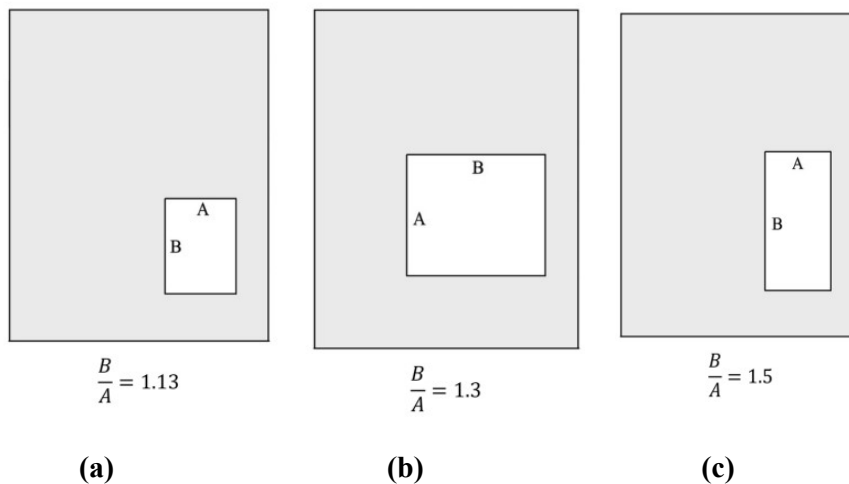 A
B
B
A
A
B
B/A = 1.13
B/A = 1.3
B/A = 1.5
(a)
(b)
(c)